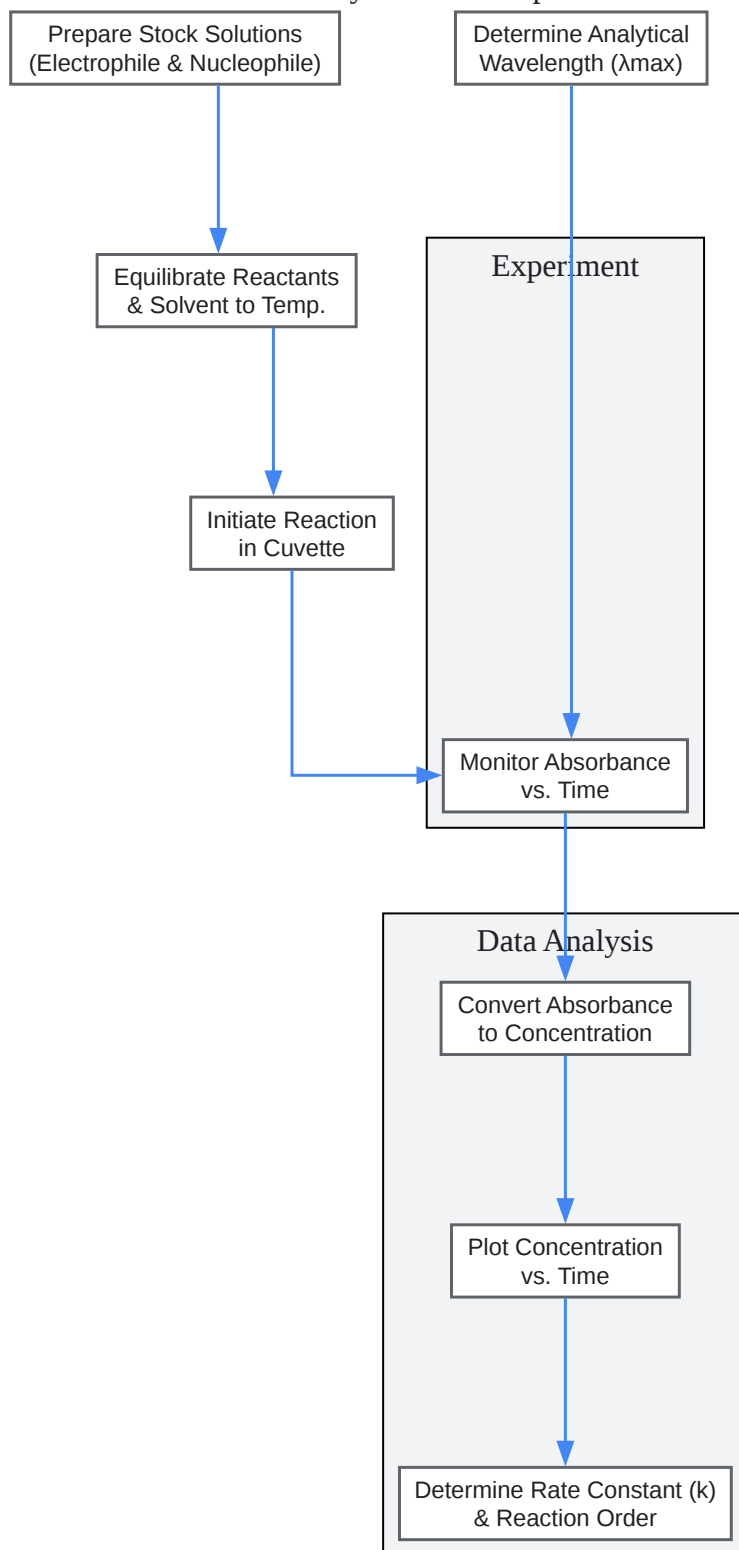 Prepare Stock Solutions
(Electrophile & Nucleophile)
Determine Analytical
Wavelength (λmax)
Equilibrate Reactants
& Solvent to Temp.
Experiment
Initiate Reaction
in Cuvette
Monitor Absorbance
vs. Time
Data Analysis
Convert Absorbance
to Concentration
Plot Concentration
vs. Time
Determine Rate Constant (k)
& Reaction Order